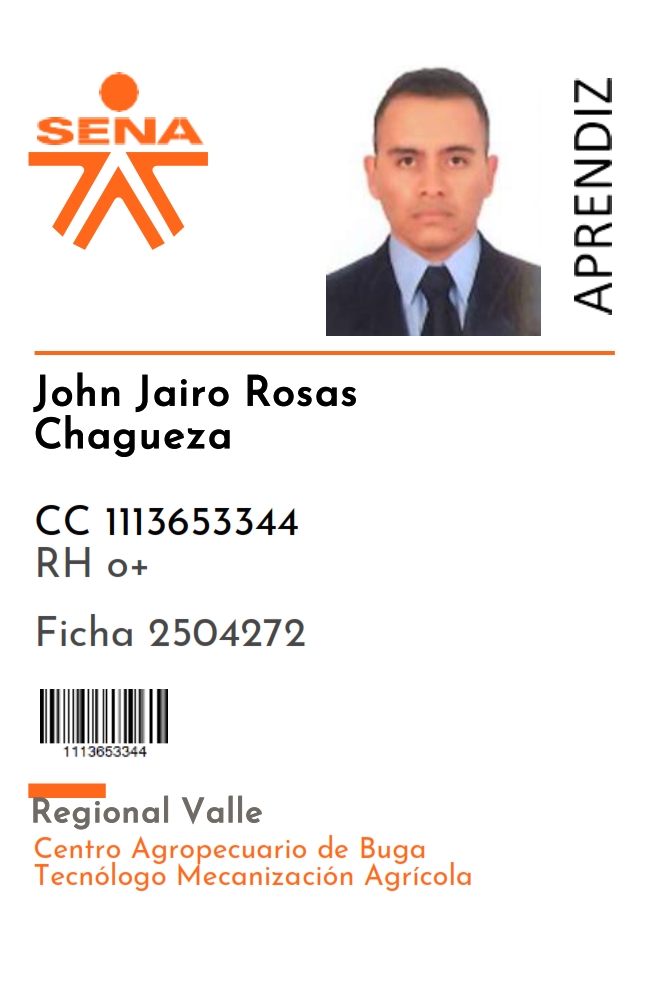 SENA
APRENDIZ
John Jairo Rosas
Chagueza
CC 1113653344
RH o+
Ficha 2504272
1113653344
Regional Valle
Centro Agropecuario de Buga
Tecnólogo Mecanización Agrícola